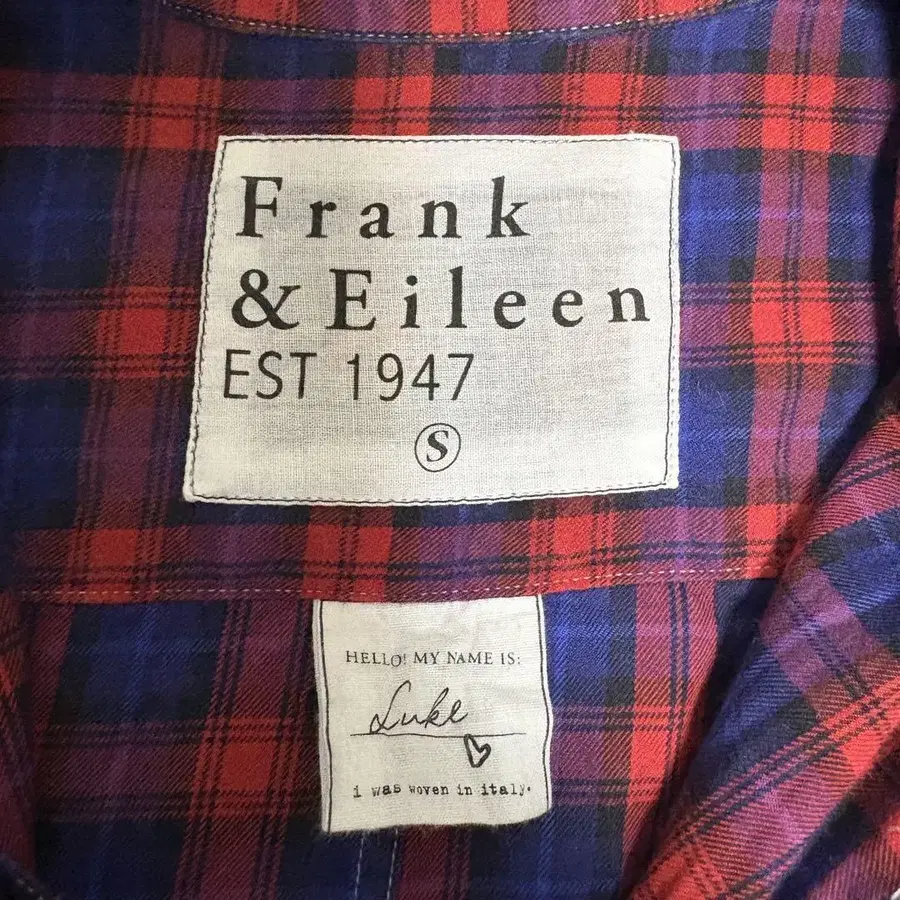 Frank
& Eileen
EST 1947
S
HELLO! MY NAME IS:
Luke
i was woven in italy.